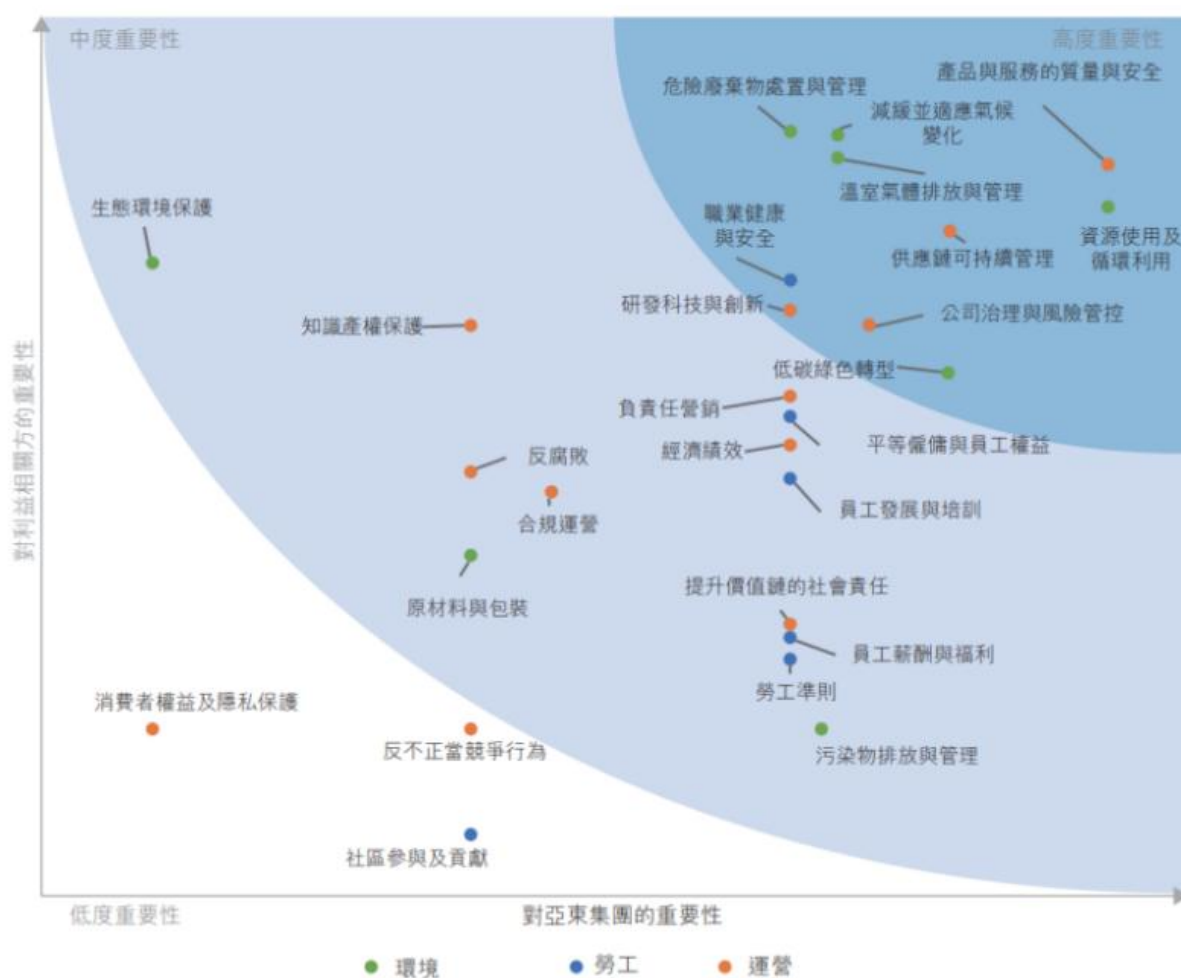 中度重要性
高度重要性
產品與服務的質量與安全
危險廢棄物處置與管理
減緩並適應氣候
變化
溫室氣體排放與管理
生態環境保護
職業健康
與安全
資源使用及
循環利用
供應鏈可持續管理
研發科技與創新
公司治理與風險管控
知識產權保護
低碳綠色轉型
負責任營銷
平等僱傭與員工權益
經濟績效
反腐敗
員工發展與培訓
合規運營
對利益相關方的重要性
提升價值鏈的社會責任
原材料與包裝
員工薪酬與福利
勞工準則
消費者權益及隱私保護
反不正當競爭行為
污染物排放與管理
社區參與及貢獻
低度重要性
對亞東集團的重要性
環境
勞工
運營